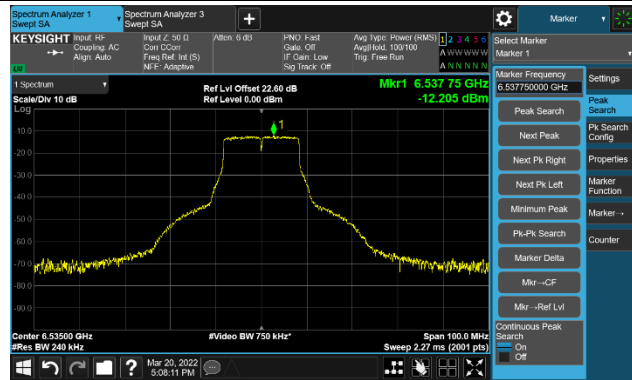 Spectrum Analyzer 1
Swept SA
Spectrum Analyzer 3
Swept SA
Marker
KEYSIGHT
Input: RF
Coupling: AC
Align: Auto
Input Z: 50 Ω
Corr CCorr
Freq Ref: Int (S)
NFE: Adaptive
Atten: 6 dB
PNO: Fast
Gate: Off
IF Gain: Low
Sig Track: Off
Avg Type: Power (RMS)
Avg|Hold: 100/100
Trig: Free Run
1 2 3 4 5 6
A W W W W W
A N N N N N
Select Marker
Marker 1
1 Spectrum
Scale/Div 10 dB
Log
Ref Lvl Offset 22.60 dB
Ref Level 0.00 dBm
Mkr1 6.537 75 GHz
-12.205 dBm
1
-10.0
-20.0
-30.0
-40.0
-50.0
-60.0
-70.0
-80.0
-90.0
Center 6.53500 GHz
#Res BW 240 kHz
#Video BW 750 kHz*
Span 100.0 MHz
Sweep 2.27 ms (2001 pts)
Marker Frequency
6.537750000 GHz
Peak Search
Next Peak
Next Pk Right
Next Pk Left
Minimum Peak
Pk-Pk Search
Marker Delta
Mkr→CF
Mkr→Ref Lvl
Continuous Peak
Search
On
Off
Settings
Peak
Search
Pk Search
Config
Properties
Marker
Function
Marker→
Counter
Mar 20, 2022
5:08:11 PM